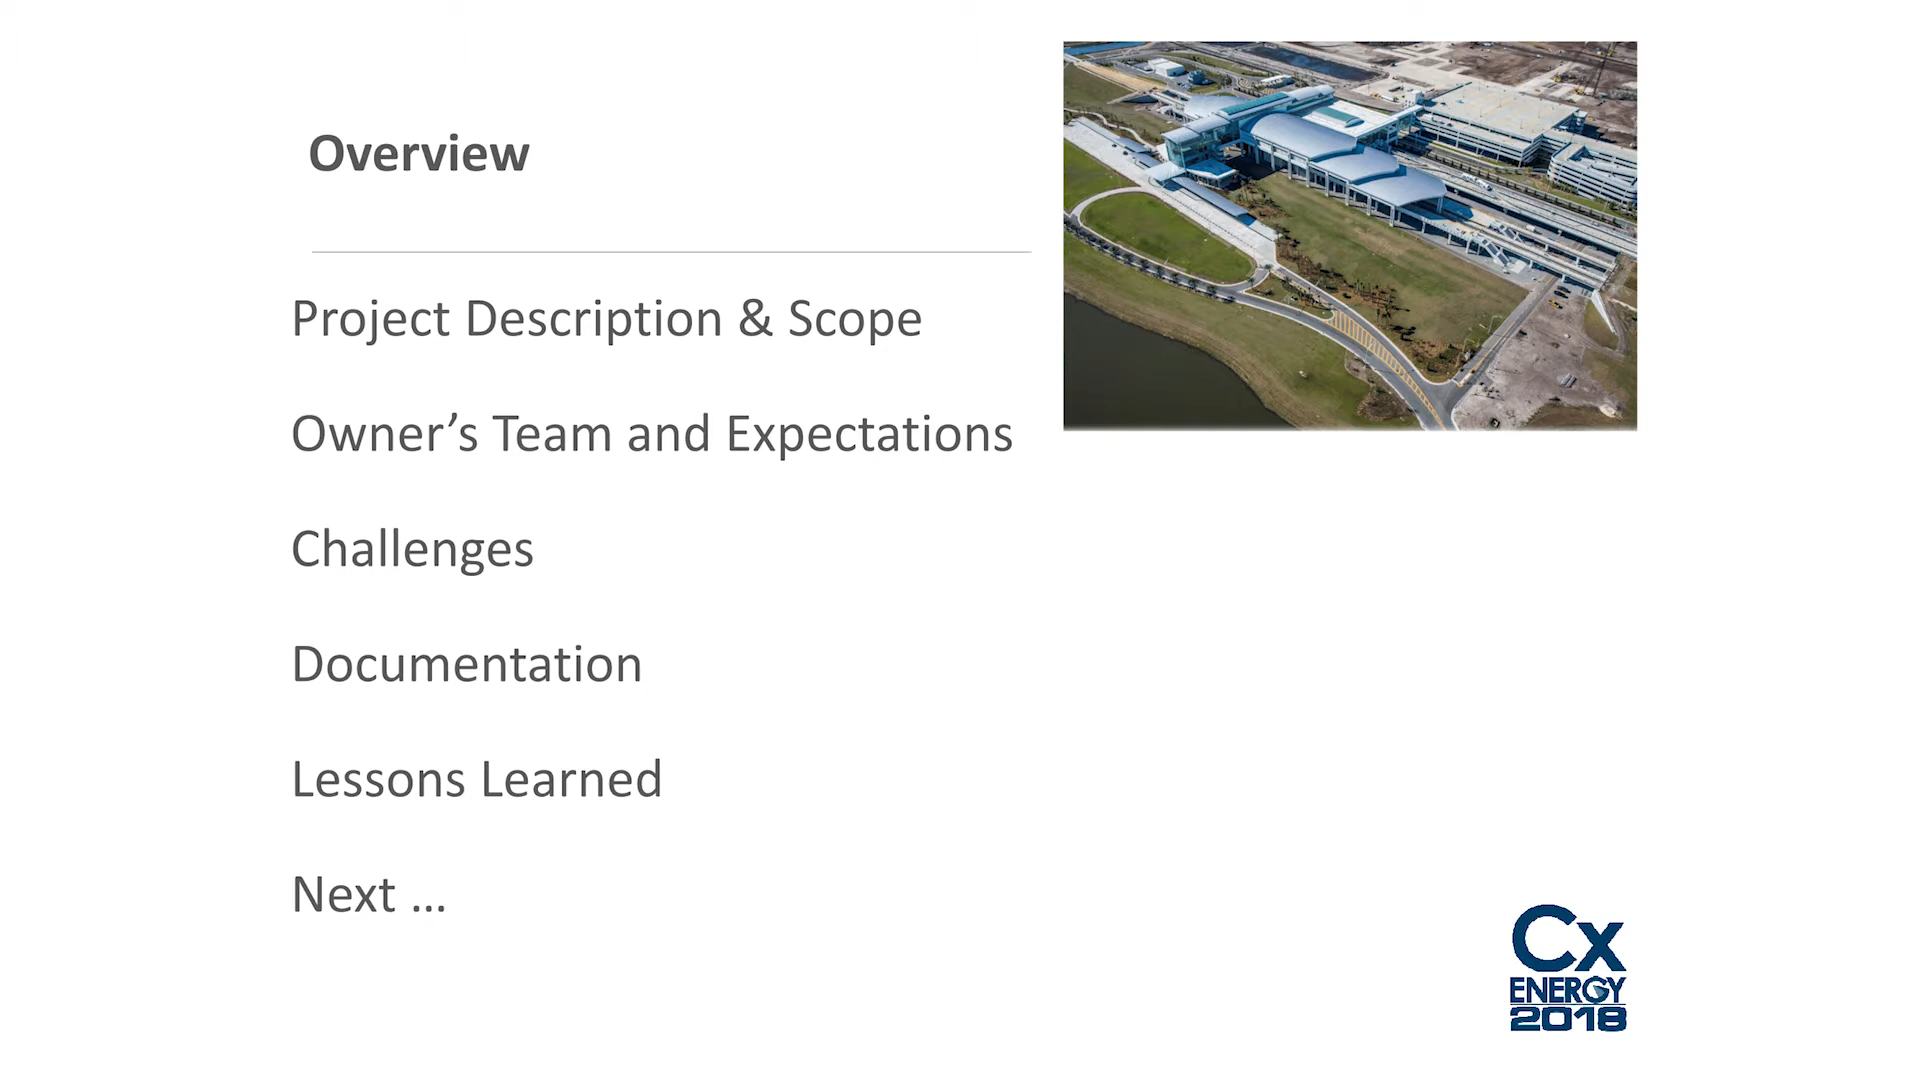 Overview
Project Description & Scope
Owner’s Team and Expectations
Challenges
Documentation
Lessons Learned
Next …
Cx
ENERGY
2018